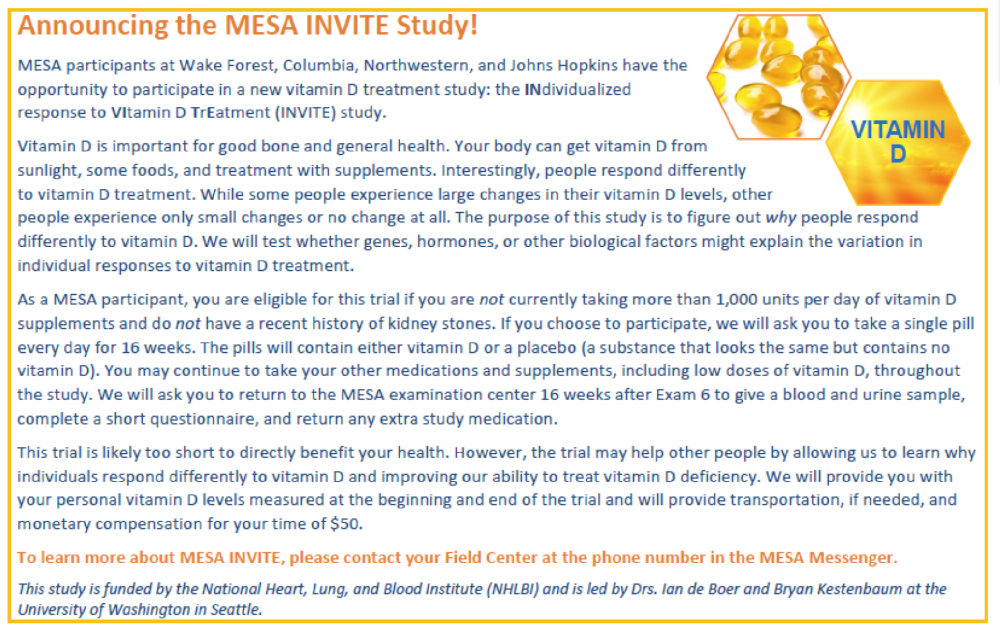 Announcing the MESA INVITE Study!
MESA participants at Wake Forest, Columbia, Northwestern, and Johns Hopkins have the
opportunity to participate in a new vitamin D treatment study: the INdividualized
response to VItamin D TrEatment (INVITE) study.
VITAMIN
D
Vitamin D is important for good bone and general health. Your body can get vitamin D from
sunlight, some foods, and treatment with supplements. Interestingly, people respond differently
to vitamin D treatment. While some people experience large changes in their vitamin D levels, other
people experience only small changes or no change at all. The purpose of this study is to figure out why people respond
differently to vitamin D. We will test whether genes, hormones, or other biological factors might explain the variation in
individual responses to vitamin D treatment.
As a MESA participant, you are eligible for this trial if you are not currently taking more than 1,000 units per day of vitamin D
supplements and do not have a recent history of kidney stones. If you choose to participate, we will ask you to take a single pill
every day for 16 weeks. The pills will contain either vitamin D or a placebo (a substance that looks the same but contains no
vitamin D). You may continue to take your other medications and supplements, including low doses of vitamin D, throughout
the study. We will ask you to return to the MESA examination center 16 weeks after Exam 6 to give a blood and urine sample,
complete a short questionnaire, and return any extra study medication.
This trial is likely too short to directly benefit your health. However, the trial may help other people by allowing us to learn why
individuals respond differently to vitamin D and improving our ability to treat vitamin D deficiency. We will provide you with
your personal vitamin D levels measured at the beginning and end of the trial and will provide transportation, if needed, and
monetary compensation for your time of $50.
To learn more about MESA INVITE, please contact your Field Center at the phone number in the MESA Messenger.
This study is funded by the National Heart, Lung, and Blood Institute (NHLBI) and is led by Drs. Ian de Boer and Bryan Kestenbaum at the
University of Washington in Seattle.